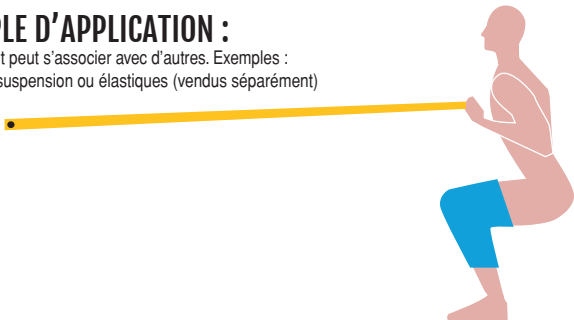 PLE D'APPLICATION :
t peut s'associer avec d'autres. Exemples :
suspension ou élastiques (vendus séparément)